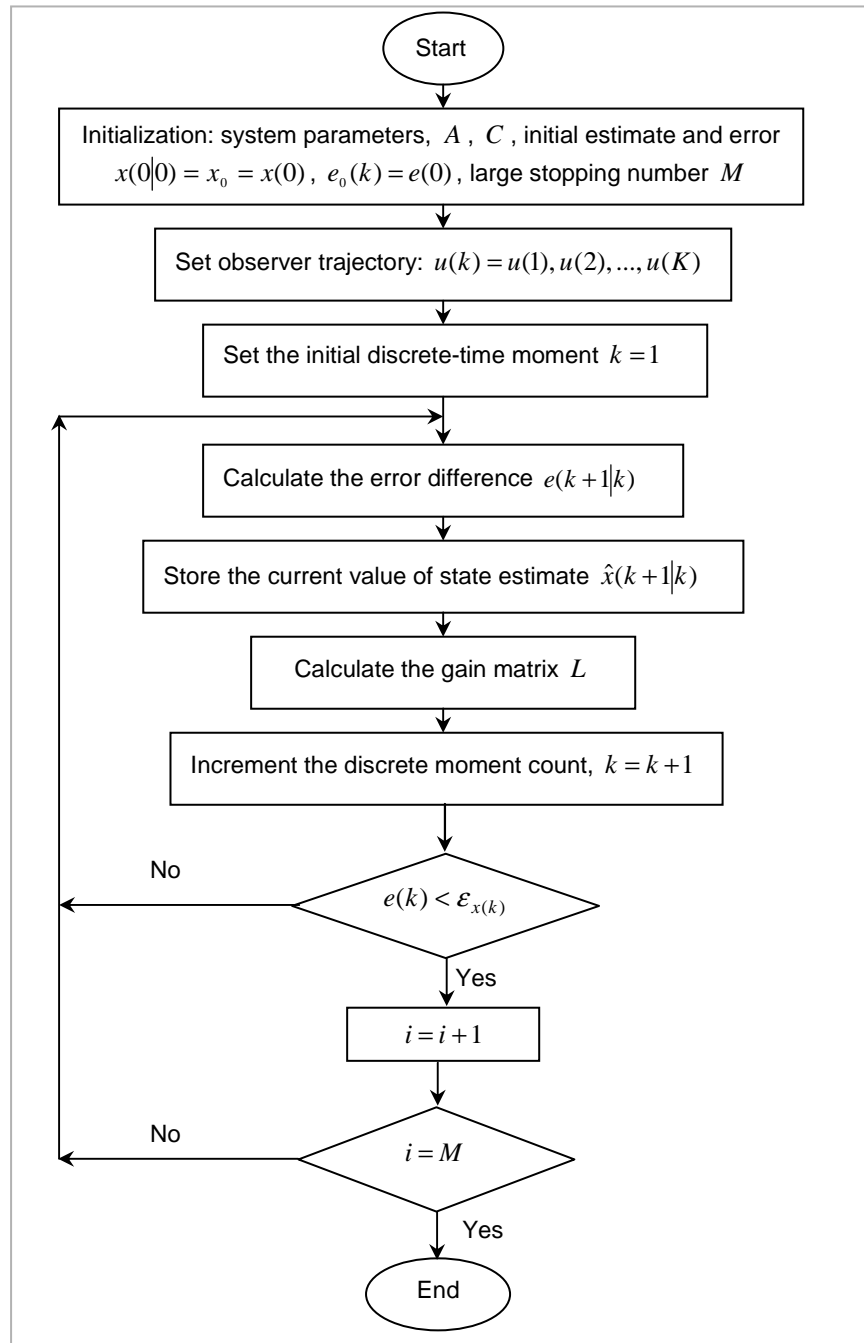 Start
Initialization: system parameters, A , C , initial estimate and error
x(0|0) = x₀ = x(0) , e₀(k) = e(0) , large stopping number M
Set observer trajectory: u(k) = u(1), u(2), ..., u(K)
Set the initial discrete-time moment k = 1
Calculate the error difference e(k + 1|k)
Store the current value of state estimate x̂(k + 1|k)
Calculate the gain matrix L
Increment the discrete moment count, k = k + 1
No
e(k) < ε_{x(k)}
Yes
i = i + 1
No
i = M
Yes
End